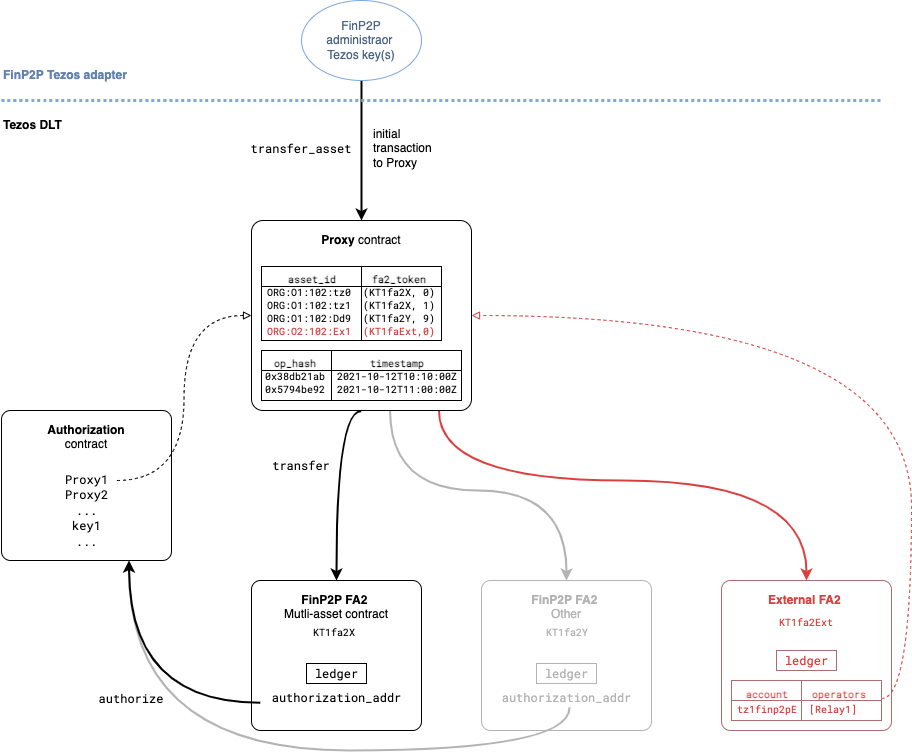 FinP2P
administraor
Tezos key(s)
FinP2P Tezos adapter
Tezos DLT
transfer_asset
initial
transaction
to Proxy
Proxy contract
asset_id fa2_token
ORG:O1:102:tz0 (KT1fa2X, 0)
ORG:O1:102:tz1 (KT1fa2X, 1)
ORG:O1:102:Dd9 (KT1fa2Y, 9)
ORG:O2:102:Ex1 (KT1faExt,0)
op_hash timestamp
0x38db21ab 2021-10-12T10:10:00Z
0x5794be92 2021-10-12T11:00:00Z
Authorization
contract
Proxy1
Proxy2
...
key1
...
transfer
FinP2P FA2
Mutli-asset contract
KT1fa2X
ledger
authorization_addr
FinP2P FA2
Other
KT1fa2Y
ledger
authorization_addr
External FA2
KT1fa2Ext
ledger
account operators
tz1finp2pE [Relay1]
authorize